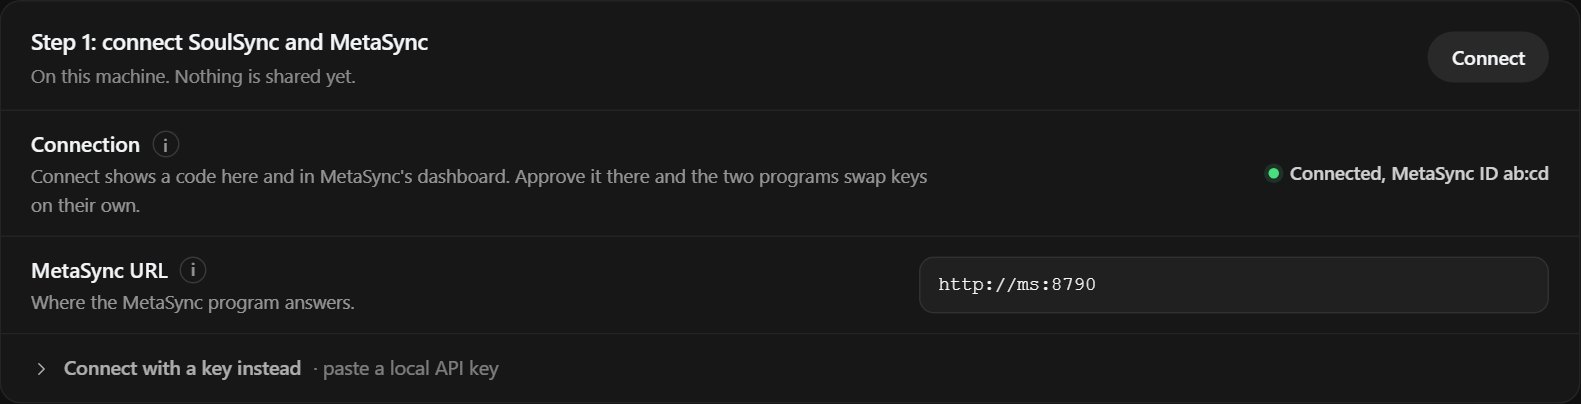 Step 1: connect SoulSync and MetaSync
On this machine. Nothing is shared yet.
Connect
Connection
Connect shows a code here and in MetaSync's dashboard. Approve it there and the two programs swap keys
on their own.
Connected, MetaSync ID ab:cd
MetaSync URL
Where the MetaSync program answers.
http://ms:8790
Connect with a key instead · paste a local API key